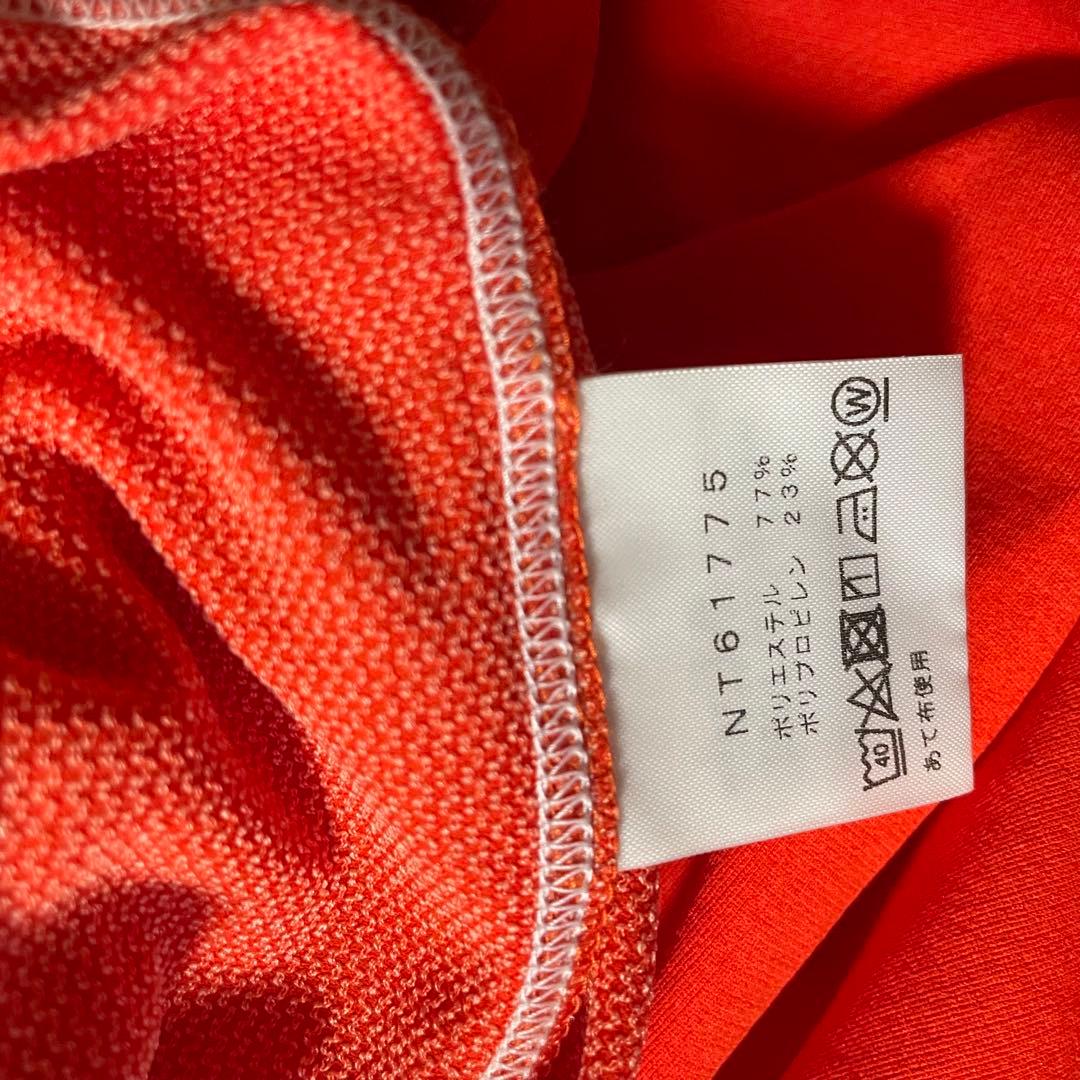 NT61775
ポリエステル 77%
ポリプロピレン 23%
40 W
あて布使用